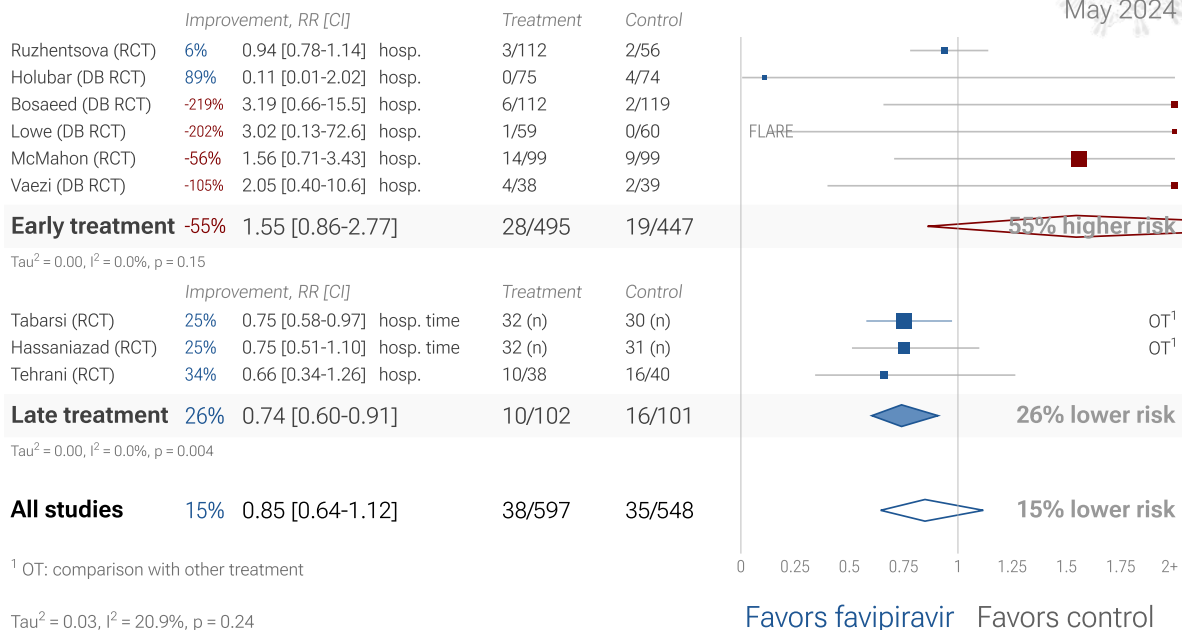 May 2024
Improvement, RR [CI] Treatment Control
Ruzhentsova (RCT) 6% 0.94 [0.78-1.14] hosp. 3/112 2/56
Holubar (DB RCT) 89% 0.11 [0.01-2.02] hosp. 0/75 4/74
Bosaeed (DB RCT) -219% 3.19 [0.66-15.5] hosp. 6/112 2/119
Lowe (DB RCT) -202% 3.02 [0.13-72.6] hosp. 1/59 0/60 FLARE
McMahon (RCT) -56% 1.56 [0.71-3.43] hosp. 14/99 9/99
Vaezi (DB RCT) -105% 2.05 [0.40-10.6] hosp. 4/38 2/39
Early treatment -55% 1.55 [0.86-2.77] 28/495 19/447 55% higher risk
Tau² = 0.00, I² = 0.0%, p = 0.15
Improvement, RR [CI] Treatment Control
Tabarsi (RCT) 25% 0.75 [0.58-0.97] hosp. time 32 (n) 30 (n) OT¹
Hassaniazad (RCT) 25% 0.75 [0.51-1.10] hosp. time 32 (n) 31 (n) OT¹
Tehrani (RCT) 34% 0.66 [0.34-1.26] hosp. 10/38 16/40
Late treatment 26% 0.74 [0.60-0.91] 10/102 16/101 26% lower risk
Tau² = 0.00, I² = 0.0%, p = 0.004
All studies 15% 0.85 [0.64-1.12] 38/597 35/548 15% lower risk
¹ OT: comparison with other treatment
0 0.25 0.5 0.75 1 1.25 1.5 1.75 2+
Tau² = 0.03, I² = 20.9%, p = 0.24
Favors favipiravir Favors control